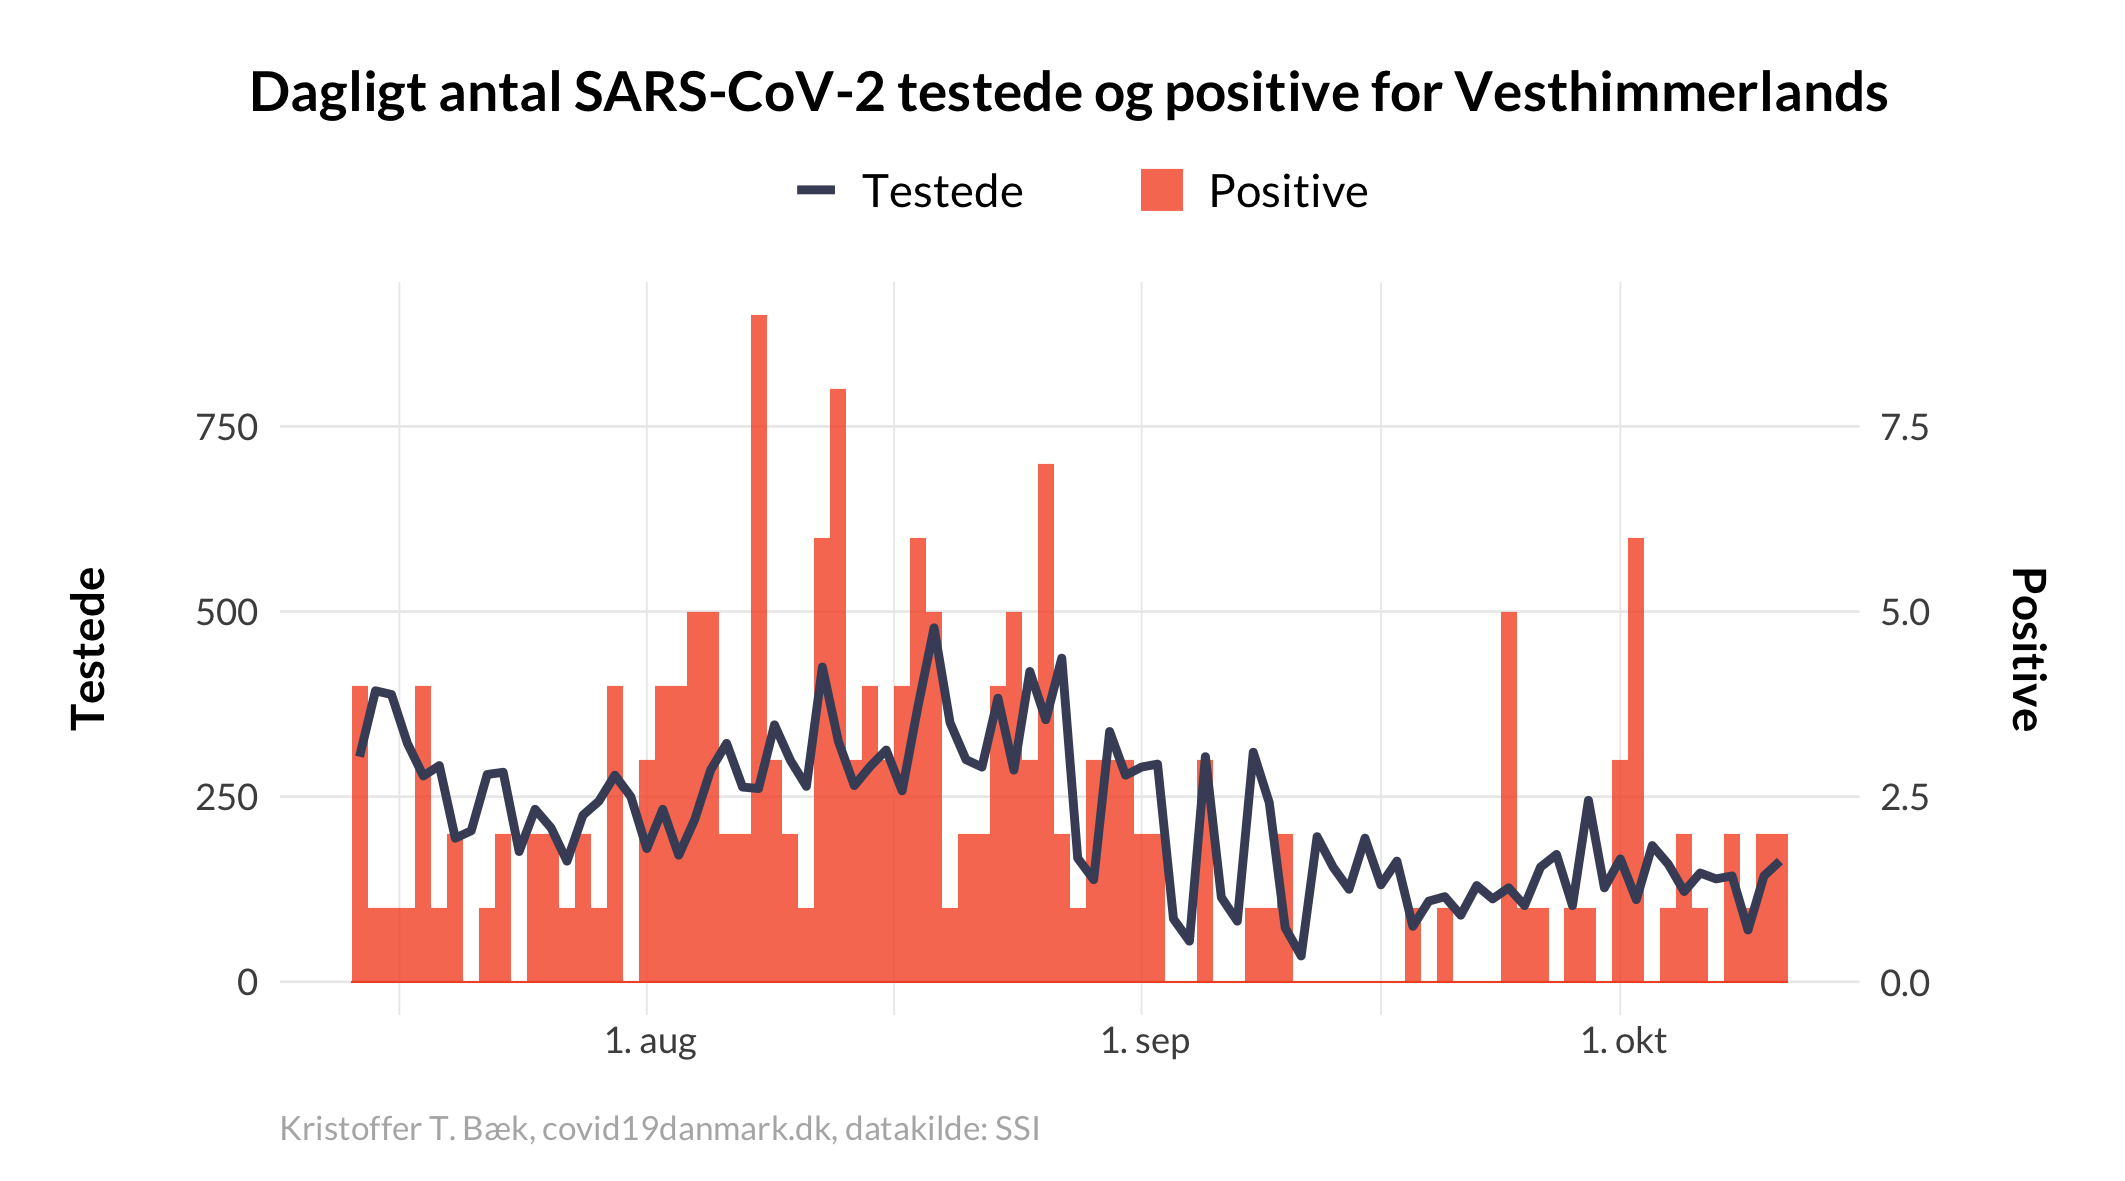 Dagligt antal SARS-CoV-2 testede og positive for Vesthimmerlands
Testede
Positive
Testede
750
500
250
0
7.5
5.0
2.5
0.0
Positive
1. aug
1. sep
1. okt
Kristoffer T. Bæk, covid19danmark.dk, datakilde: SSI